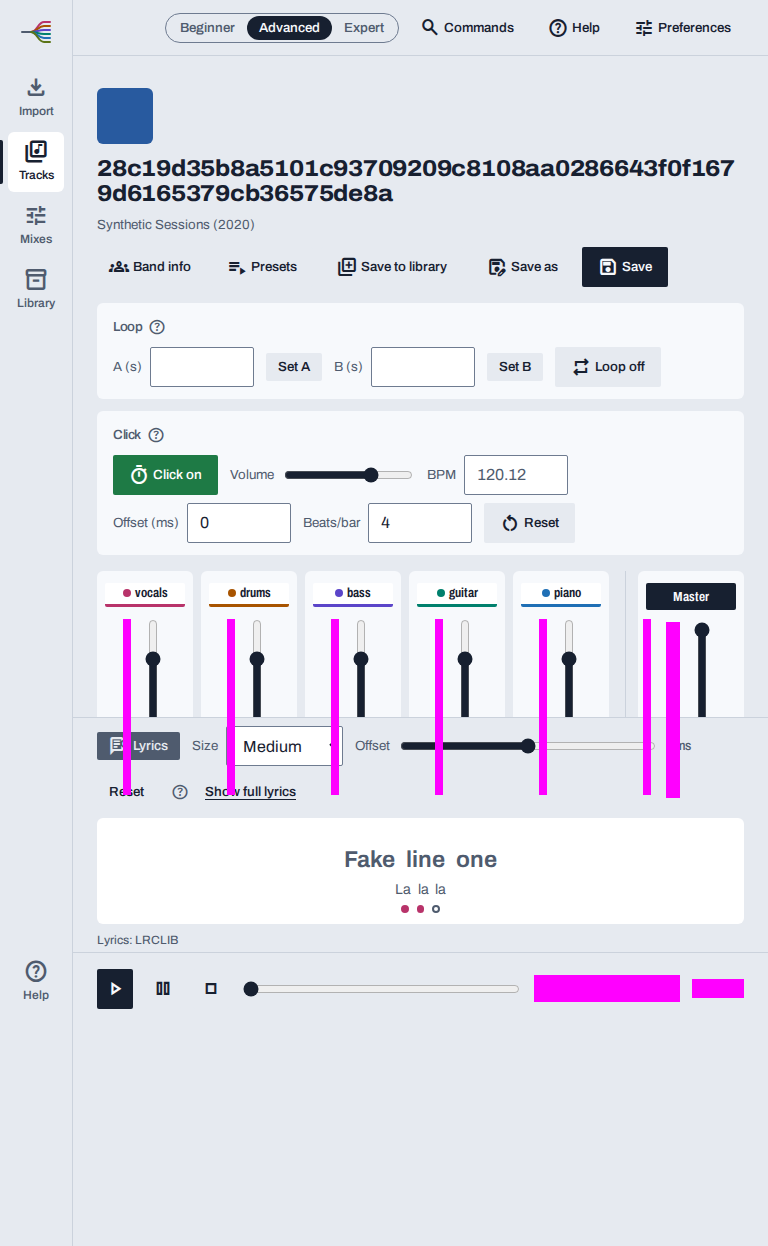 Beginner Advanced Expert Commands Help Preferences
Import
Tracks
Mixes
Library
Help
28c19d35b8a5101c93709209c8108aa0286643f0f167
9d6165379cb36575de8a
Synthetic Sessions (2020)
Band info Presets Save to library Save as Save
Loop ?
A (s) Set A B (s) Set B Loop off
Click ?
Click on Volume BPM 120.12
Offset (ms) 0 Beats/bar 4 Reset
vocals drums bass guitar piano Master
Lyrics Size Medium Offset ms
Reset ? Show full lyrics
Fake line one
La la la
Lyrics: LRCLIB